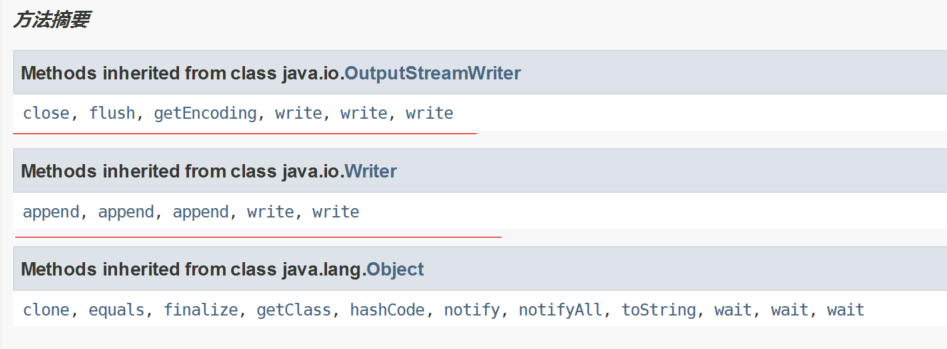 方法摘要
Methods inherited from class java.io.OutputStreamWriter
close, flush, getEncoding, write, write, write
Methods inherited from class java.io.Writer
append, append, append, write, write
Methods inherited from class java.lang.Object
clone, equals, finalize, getClass, hashCode, notify, notifyAll, toString, wait, wait, wait